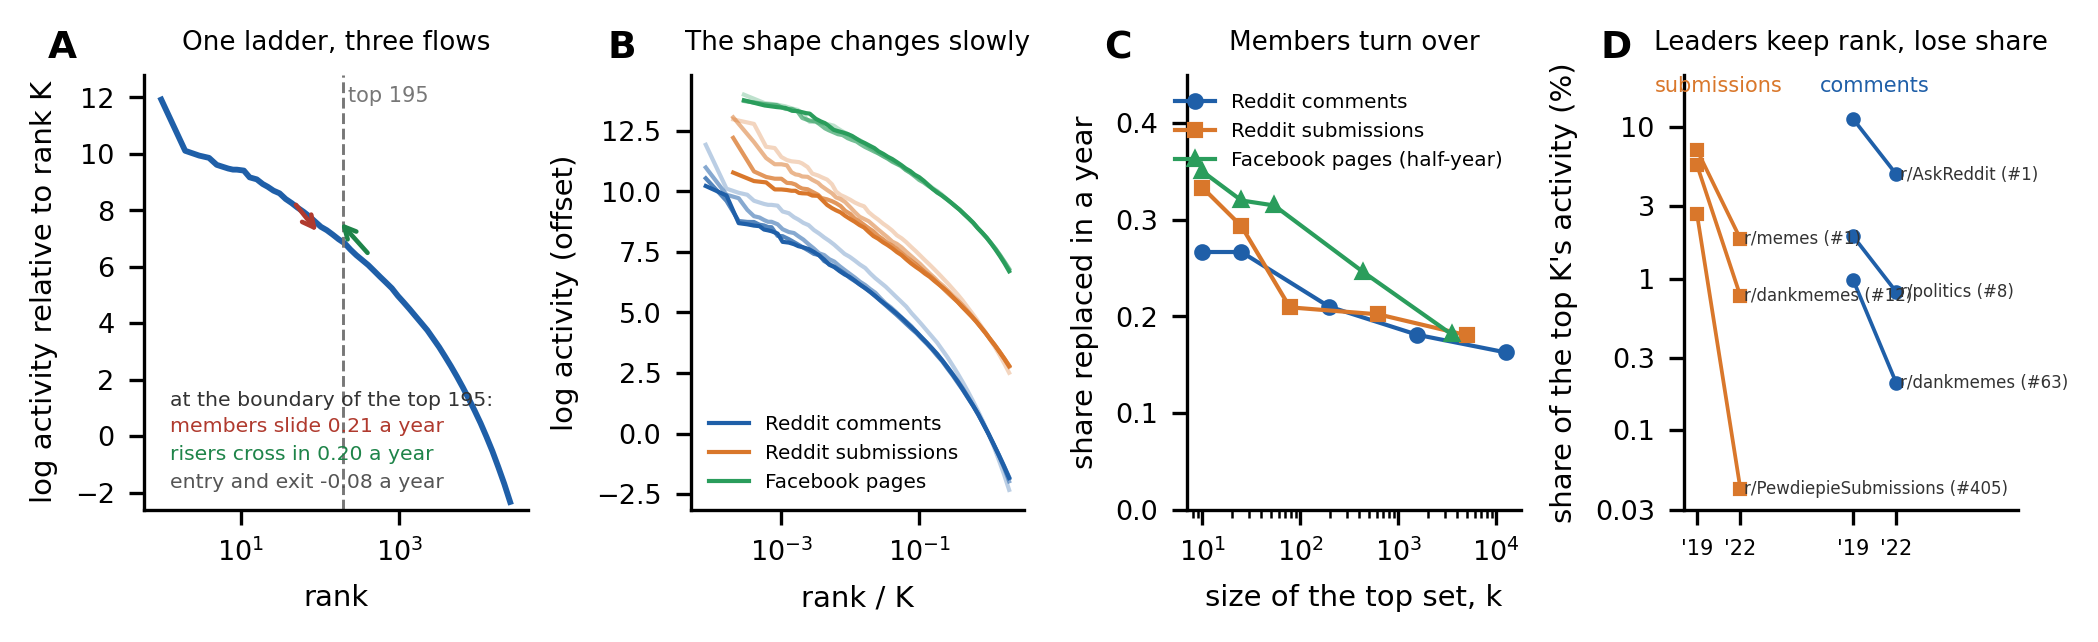 A
One ladder, three flows
log activity relative to rank K
12
10
8
6
4
2
0
−2
top 195
at the boundary of the top 195:
members slide 0.21 a year
risers cross in 0.20 a year
entry and exit -0.08 a year
10¹
10³
rank
B
The shape changes slowly
log activity (offset)
12.5
10.0
7.5
5.0
2.5
0.0
−2.5
Reddit comments
Reddit submissions
Facebook pages
10⁻³
10⁻¹
rank / K
C
Members turn over
share replaced in a year
0.4
0.3
0.2
0.1
0.0
Reddit comments
Reddit submissions
Facebook pages (half-year)
10¹
10²
10³
10⁴
size of the top set, k
D
Leaders keep rank, lose share
share of the top K's activity (%)
submissions
comments
10
3
1
0.3
0.1
0.03
r/AskReddit (#1)
r/memes (#1)
r/dankmemes (#12)
r/politics (#8)
r/dankmemes (#63)
r/PewdiepieSubmissions (#405)
'19
'22
'19
'22